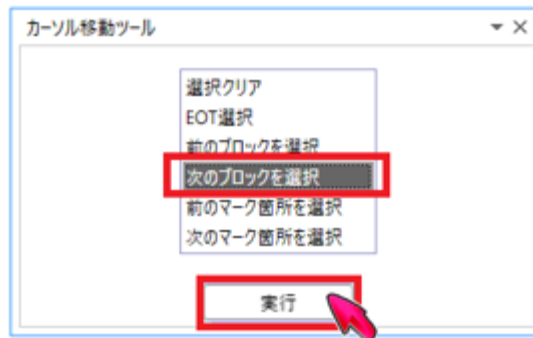 カーソル移動ツール
選択クリア
EOT選択
前のブロックを選択
次のブロックを選択
前のマーク箇所を選択
次のマーク箇所を選択
実行